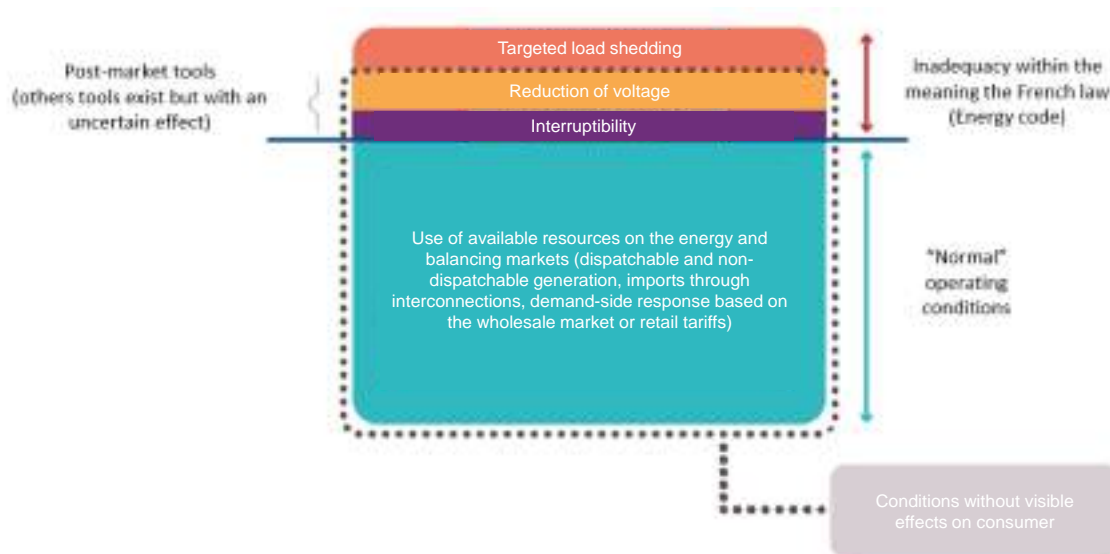 Targeted load shedding
Post-market tools
(others tools exist but with an
uncertain effect)
Reduction of voltage
Interruptibility
Inadequacy within the
meaning the French law
(Energy code)
Use of available resources on the energy and
balancing markets (dispatchable and non-
dispatchable generation, imports through
interconnections, demand-side response based on
the wholesale market or retail tariffs)
"Normal"
operating
conditions
Conditions without visible
effects on consumer